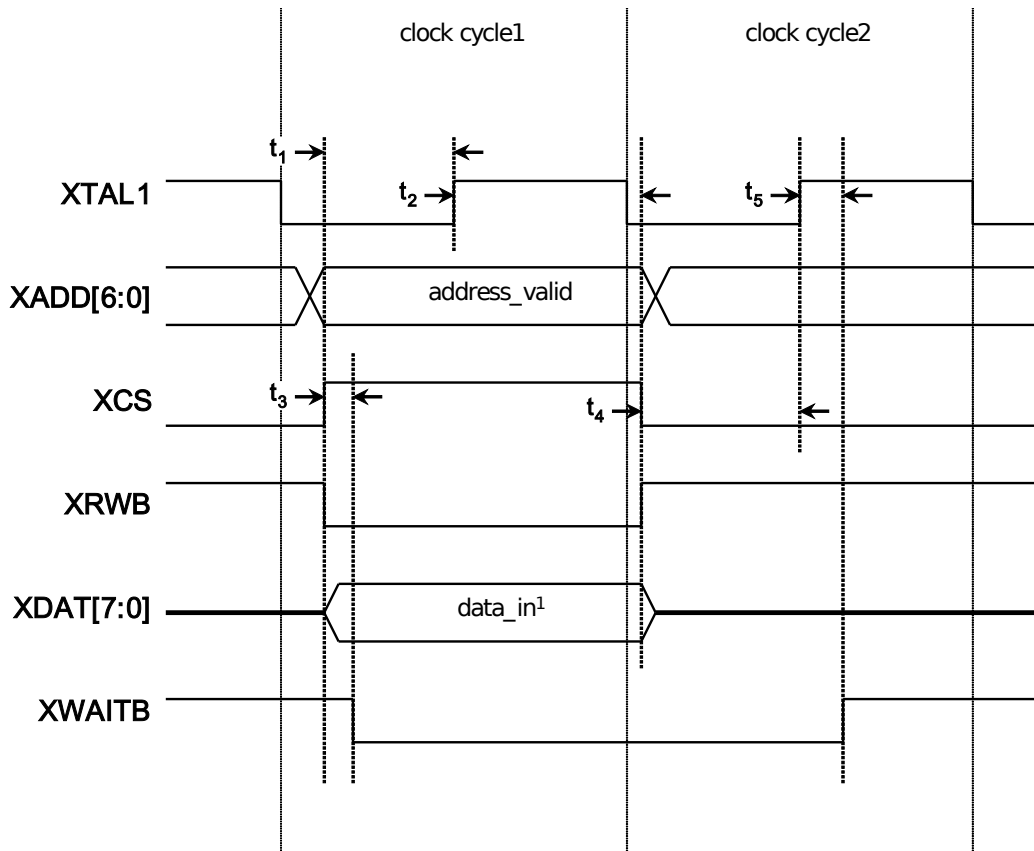 clock cycle1
clock cycle2
t1
XTAL1
t2
t5
XADD[6:0]
address_valid
t3
XCS
t4
XRWB
XDAT[7:0]
data_in1
XWAITB